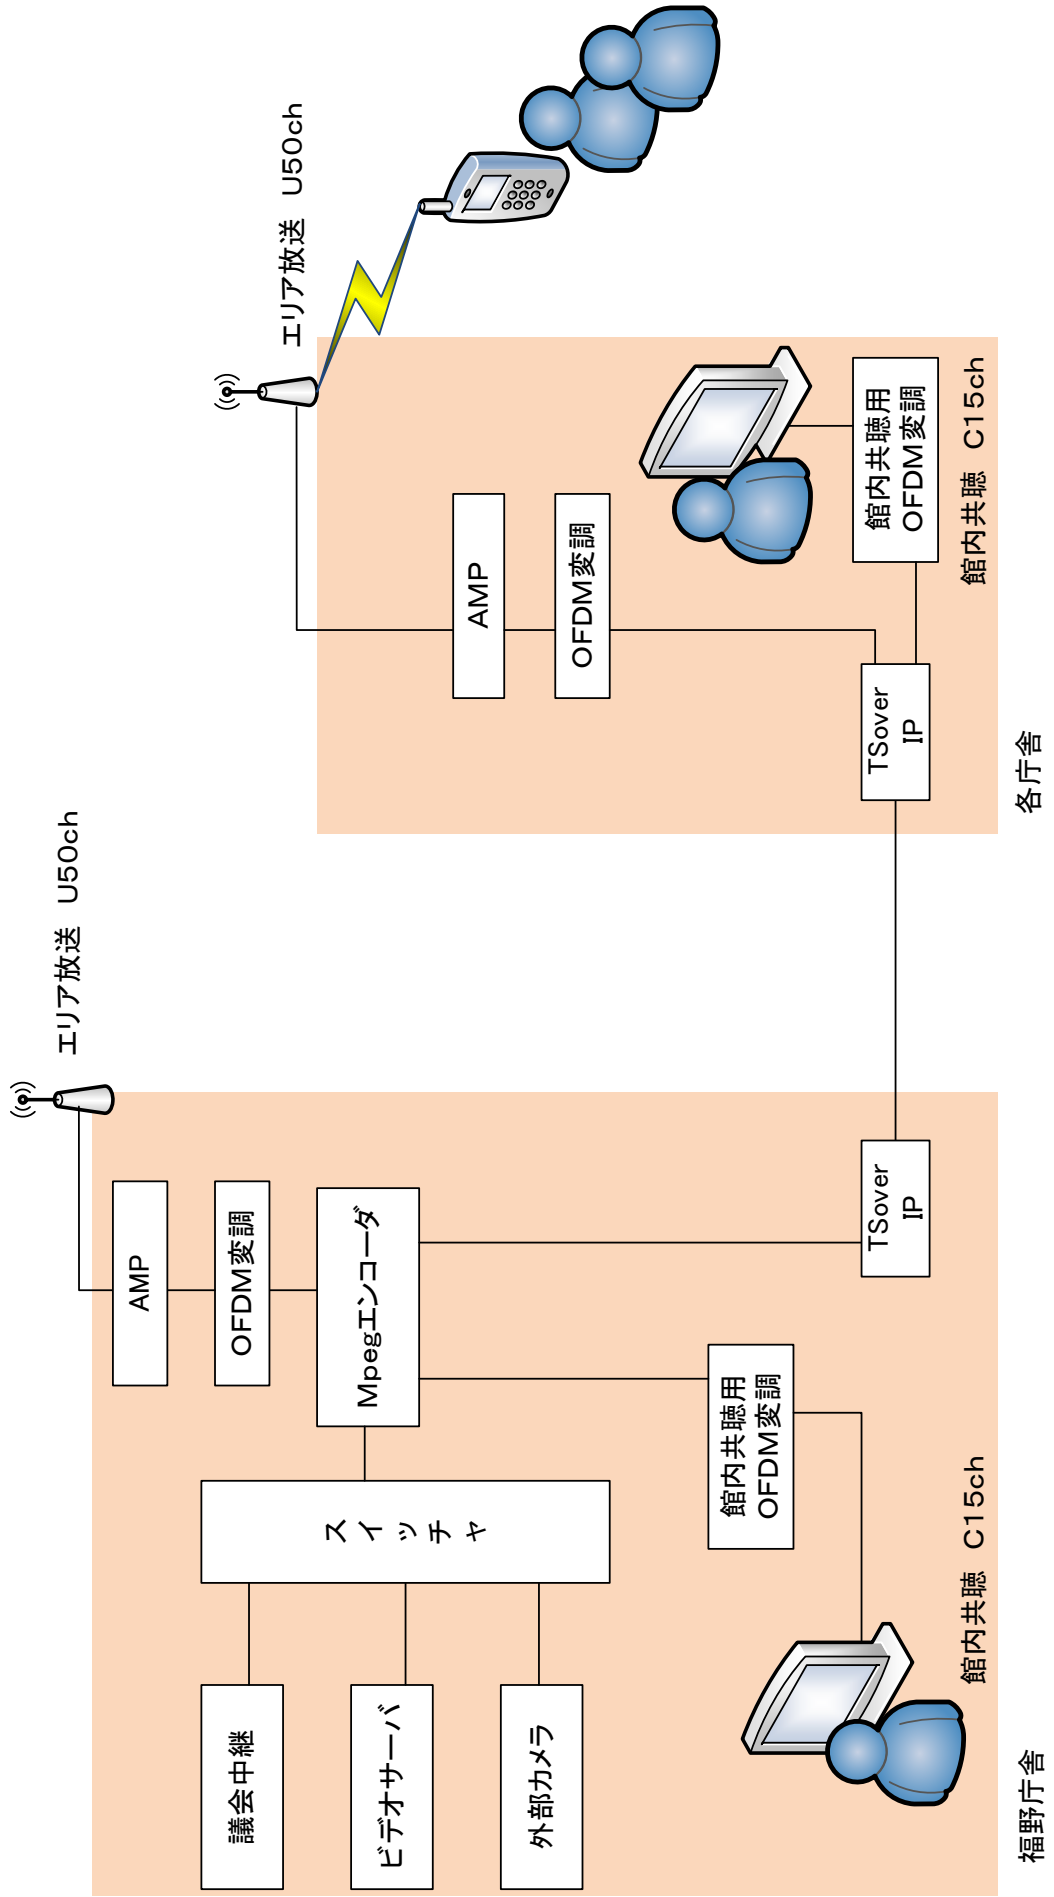 エリア放送　U50ch
AMP
OFDM変調
Mpegエンコーダ
スイッチャ
議会中継
ビデオサーバ
外部カメラ
館内共聴用
OFDM変調
館内共聴　C15ch
TSover
IP
福野庁舎
エリア放送　U50ch
AMP
OFDM変調
TSover
IP
館内共聴用
OFDM変調
館内共聴　C15ch
各庁舎